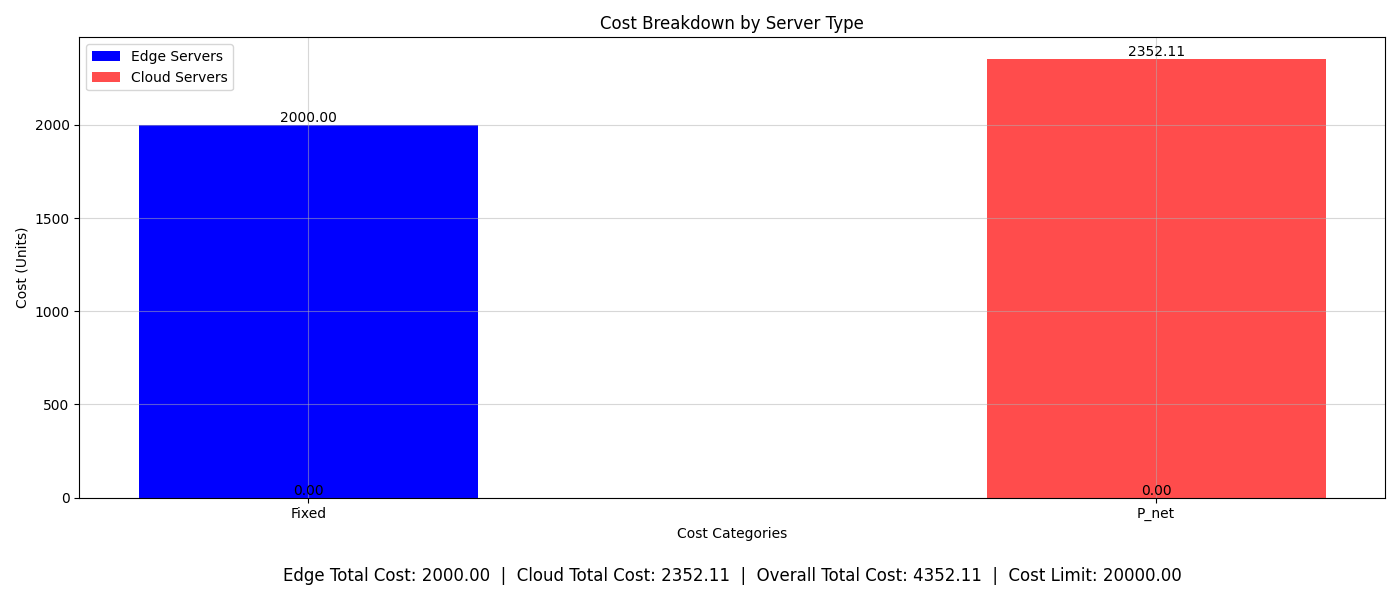 Cost Breakdown by Server Type
Edge Servers
Cloud Servers
2352.11
2000.00
2000
1500
1000
500
0
0.00
0.00
Cost (Units)
Fixed
P_net
Cost Categories
Edge Total Cost: 2000.00 | Cloud Total Cost: 2352.11 | Overall Total Cost: 4352.11 | Cost Limit: 20000.00